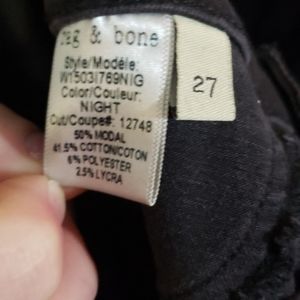 rag & bone
Style/Modèle:
W1503I769NIG
Color/Couleur:
NIGHT
Cut/Coupe#: 12748
50% MODAL
41.5% COTTON/COTON
6% POLYESTER
2.5% LYCRA
27